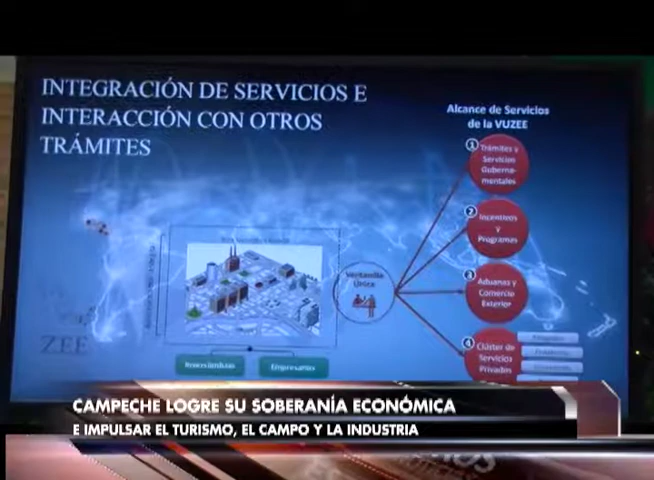 INTEGRACIÓN DE SERVICIOS E
INTERACCIÓN CON OTROS
TRÁMITES
Alcance de Servicios
de la VUZEE
1
Trámites y
Servicios
Guberna-
mentales
2
Incentivos
y
Programas
Ventanilla
Única
3
Aduanas y
Comercio
Exterior
4
Clúster de
Servicios
Privados
ZEE
Empresarios
CAMPECHE LOGRE SU SOBERANÍA ECONÓMICA
E IMPULSAR EL TURISMO, EL CAMPO Y LA INDUSTRIA